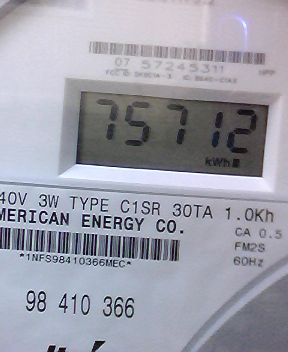 07 57245311
75712
kWh
40V 3W TYPE C1SR 30TA 1.0Kh
MERICAN ENERGY CO.
CA 0.5
FM2S
60Hz
*1NFS98410366MEC*
98 410 366